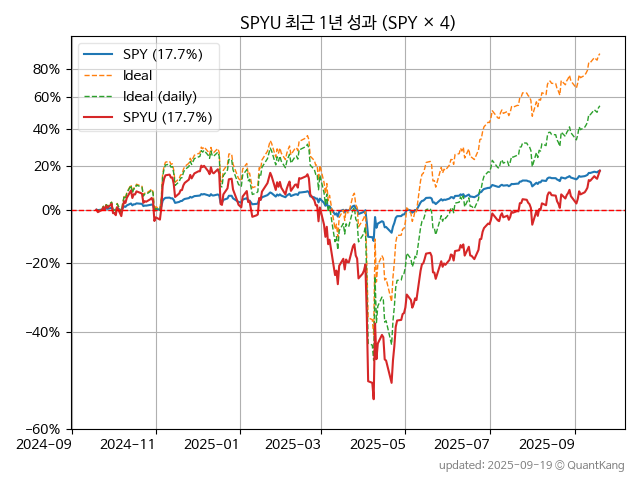 SPYU 최근 1년 성과 (SPY × 4)
SPY (17.7%)
Ideal
Ideal (daily)
SPYU (17.7%)
80%
60%
40%
20%
0%
−20%
−40%
−60%
2024-09
2024-11
2025-01
2025-03
2025-05
2025-07
2025-09
updated: 2025-09-19 ⓒ QuantKang